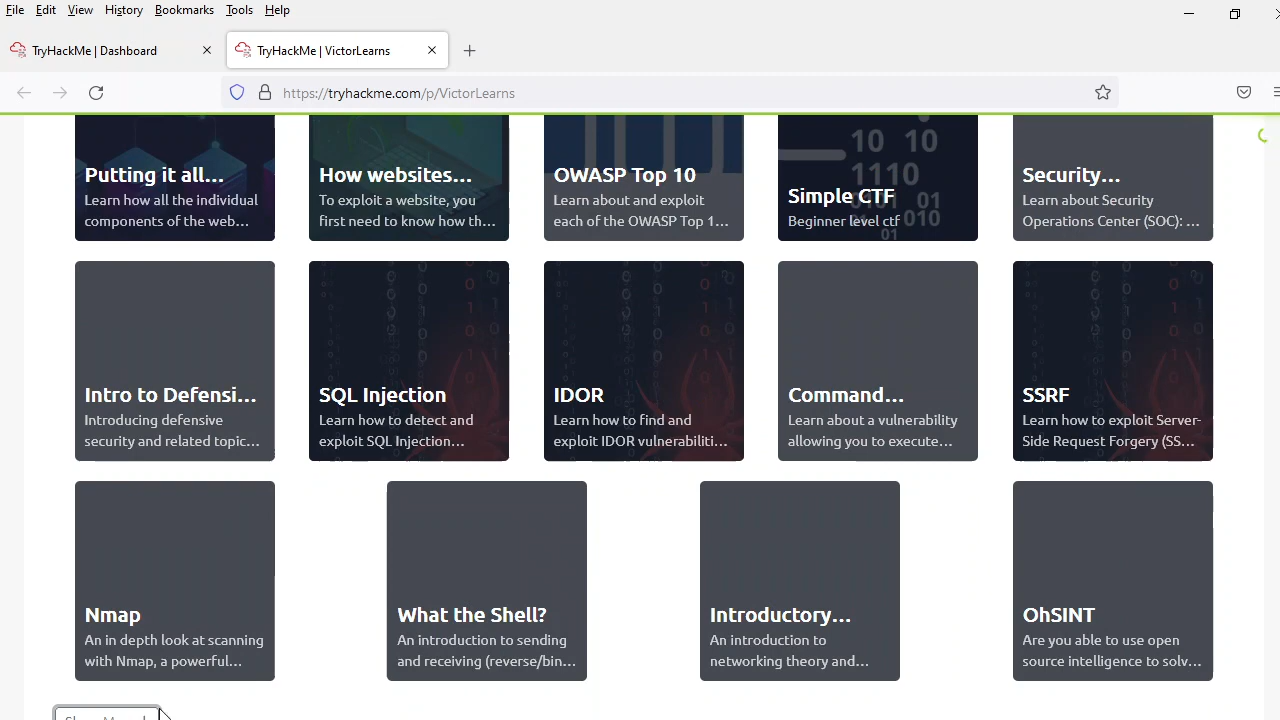 File Edit View History Bookmarks Tools Help
TryHackMe | Dashboard
TryHackMe | VictorLearns
https://tryhackme.com/p/VictorLearns
Putting it all...
Learn how all the individual
components of the web...
How websites...
To exploit a website, you
first need to know how th...
OWASP Top 10
Learn about and exploit
each of the OWASP Top 1...
10 10
1110
0101 01
010
01
Simple CTF
Beginner level ctf
Security...
Learn about Security
Operations Center (SOC): ...
Intro to Defensi...
Introducing defensive
security and related topic...
SQL Injection
Learn how to detect and
exploit SQL Injection...
IDOR
Learn how to find and
exploit IDOR vulnerabiliti...
Command...
Learn about a vulnerability
allowing you to execute...
SSRF
Learn how to exploit Server-
Side Request Forgery (SS...
Nmap
An in depth look at scanning
with Nmap, a powerful...
What the Shell?
An introduction to sending
and receiving (reverse/bin...
Introductory...
An introduction to
networking theory and...
OhSINT
Are you able to use open
source intelligence to solv...